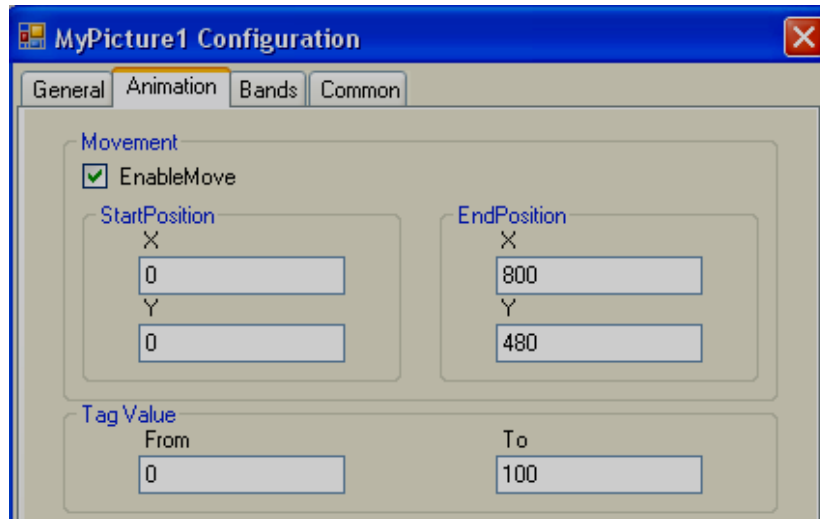 MyPicture1 Configuration
General Animation Bands Common
Movement
EnableMove
StartPosition EndPosition
X X
0 800
Y Y
0 480
Tag Value
From To
0 100